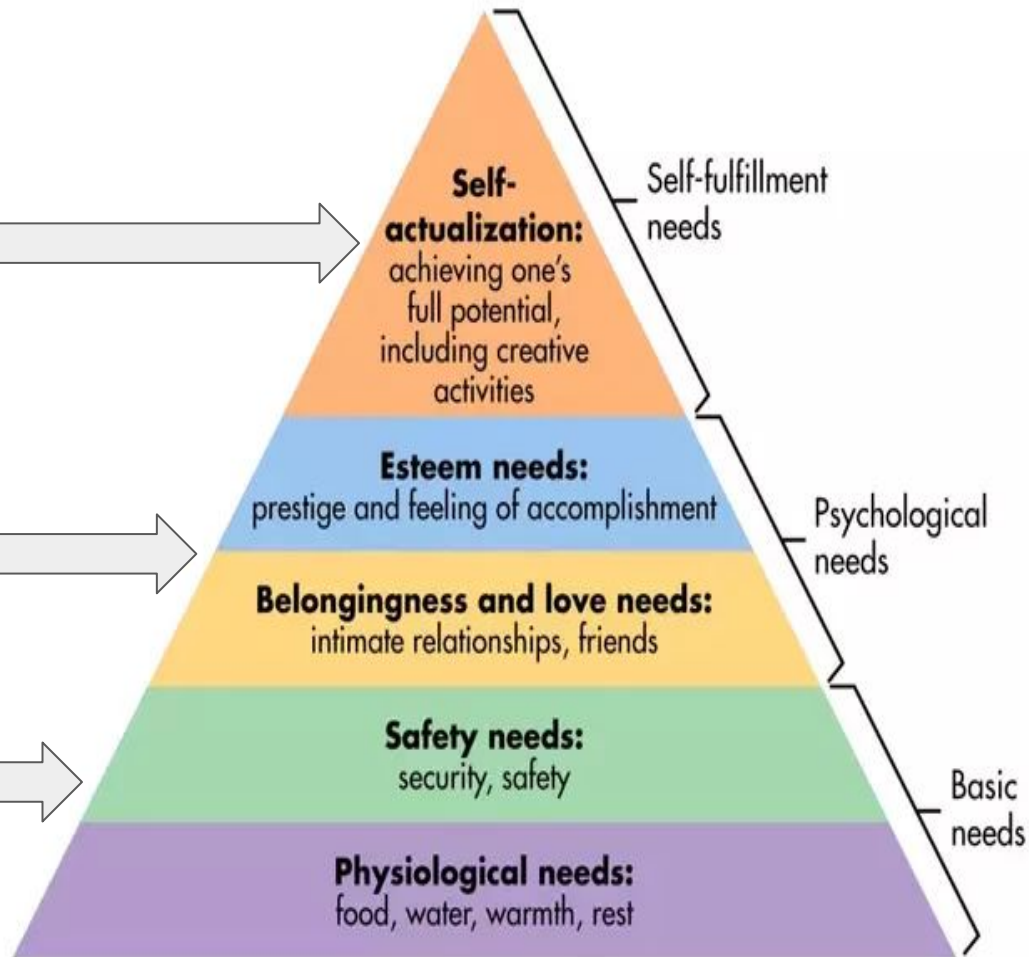 Self-
actualization:
achieving one's
full potential,
including creative
activities
Self-fulfillment
needs
Esteem needs:
prestige and feeling of accomplishment
Psychological
needs
Belongingness and love needs:
intimate relationships, friends
Safety needs:
security, safety
Basic
needs
Physiological needs:
food, water, warmth, rest